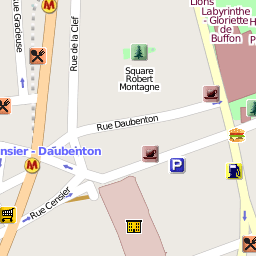 Lions
Labyrinthe
- Gloriette
de
Buffon
Rue Gracieuse
Rue de la Clef
M
Square
Robert
Montagne
Rue Daubenton
nsier - Daubenton
M
P
Rue Censier